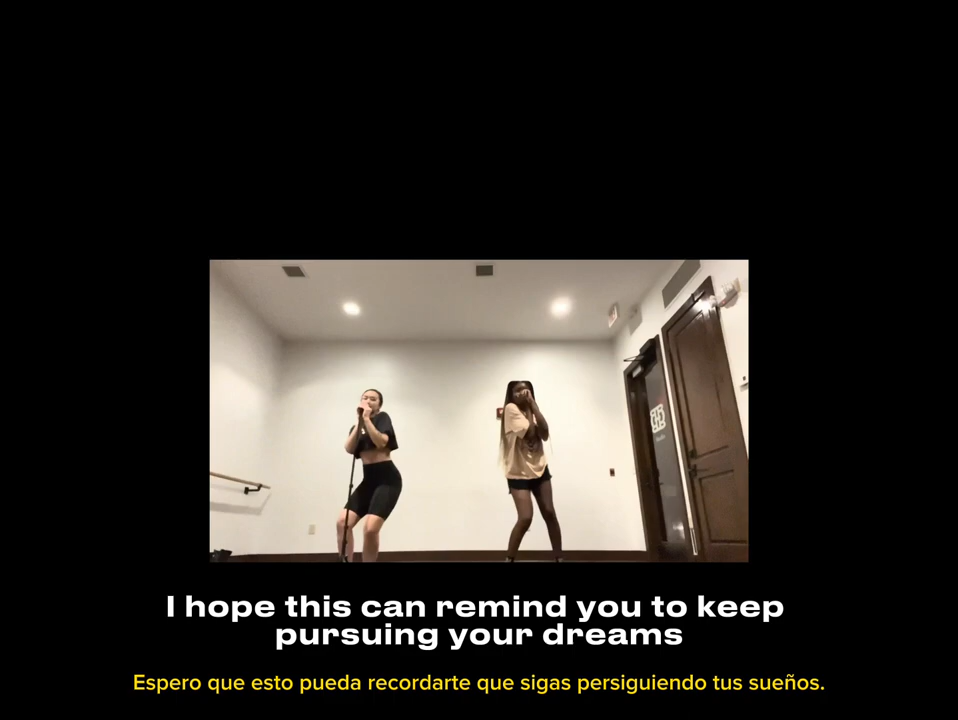 I hope this can remind you to keep
pursuing your dreams
Espero que esto pueda recordarte que sigas persiguiendo tus sueños.